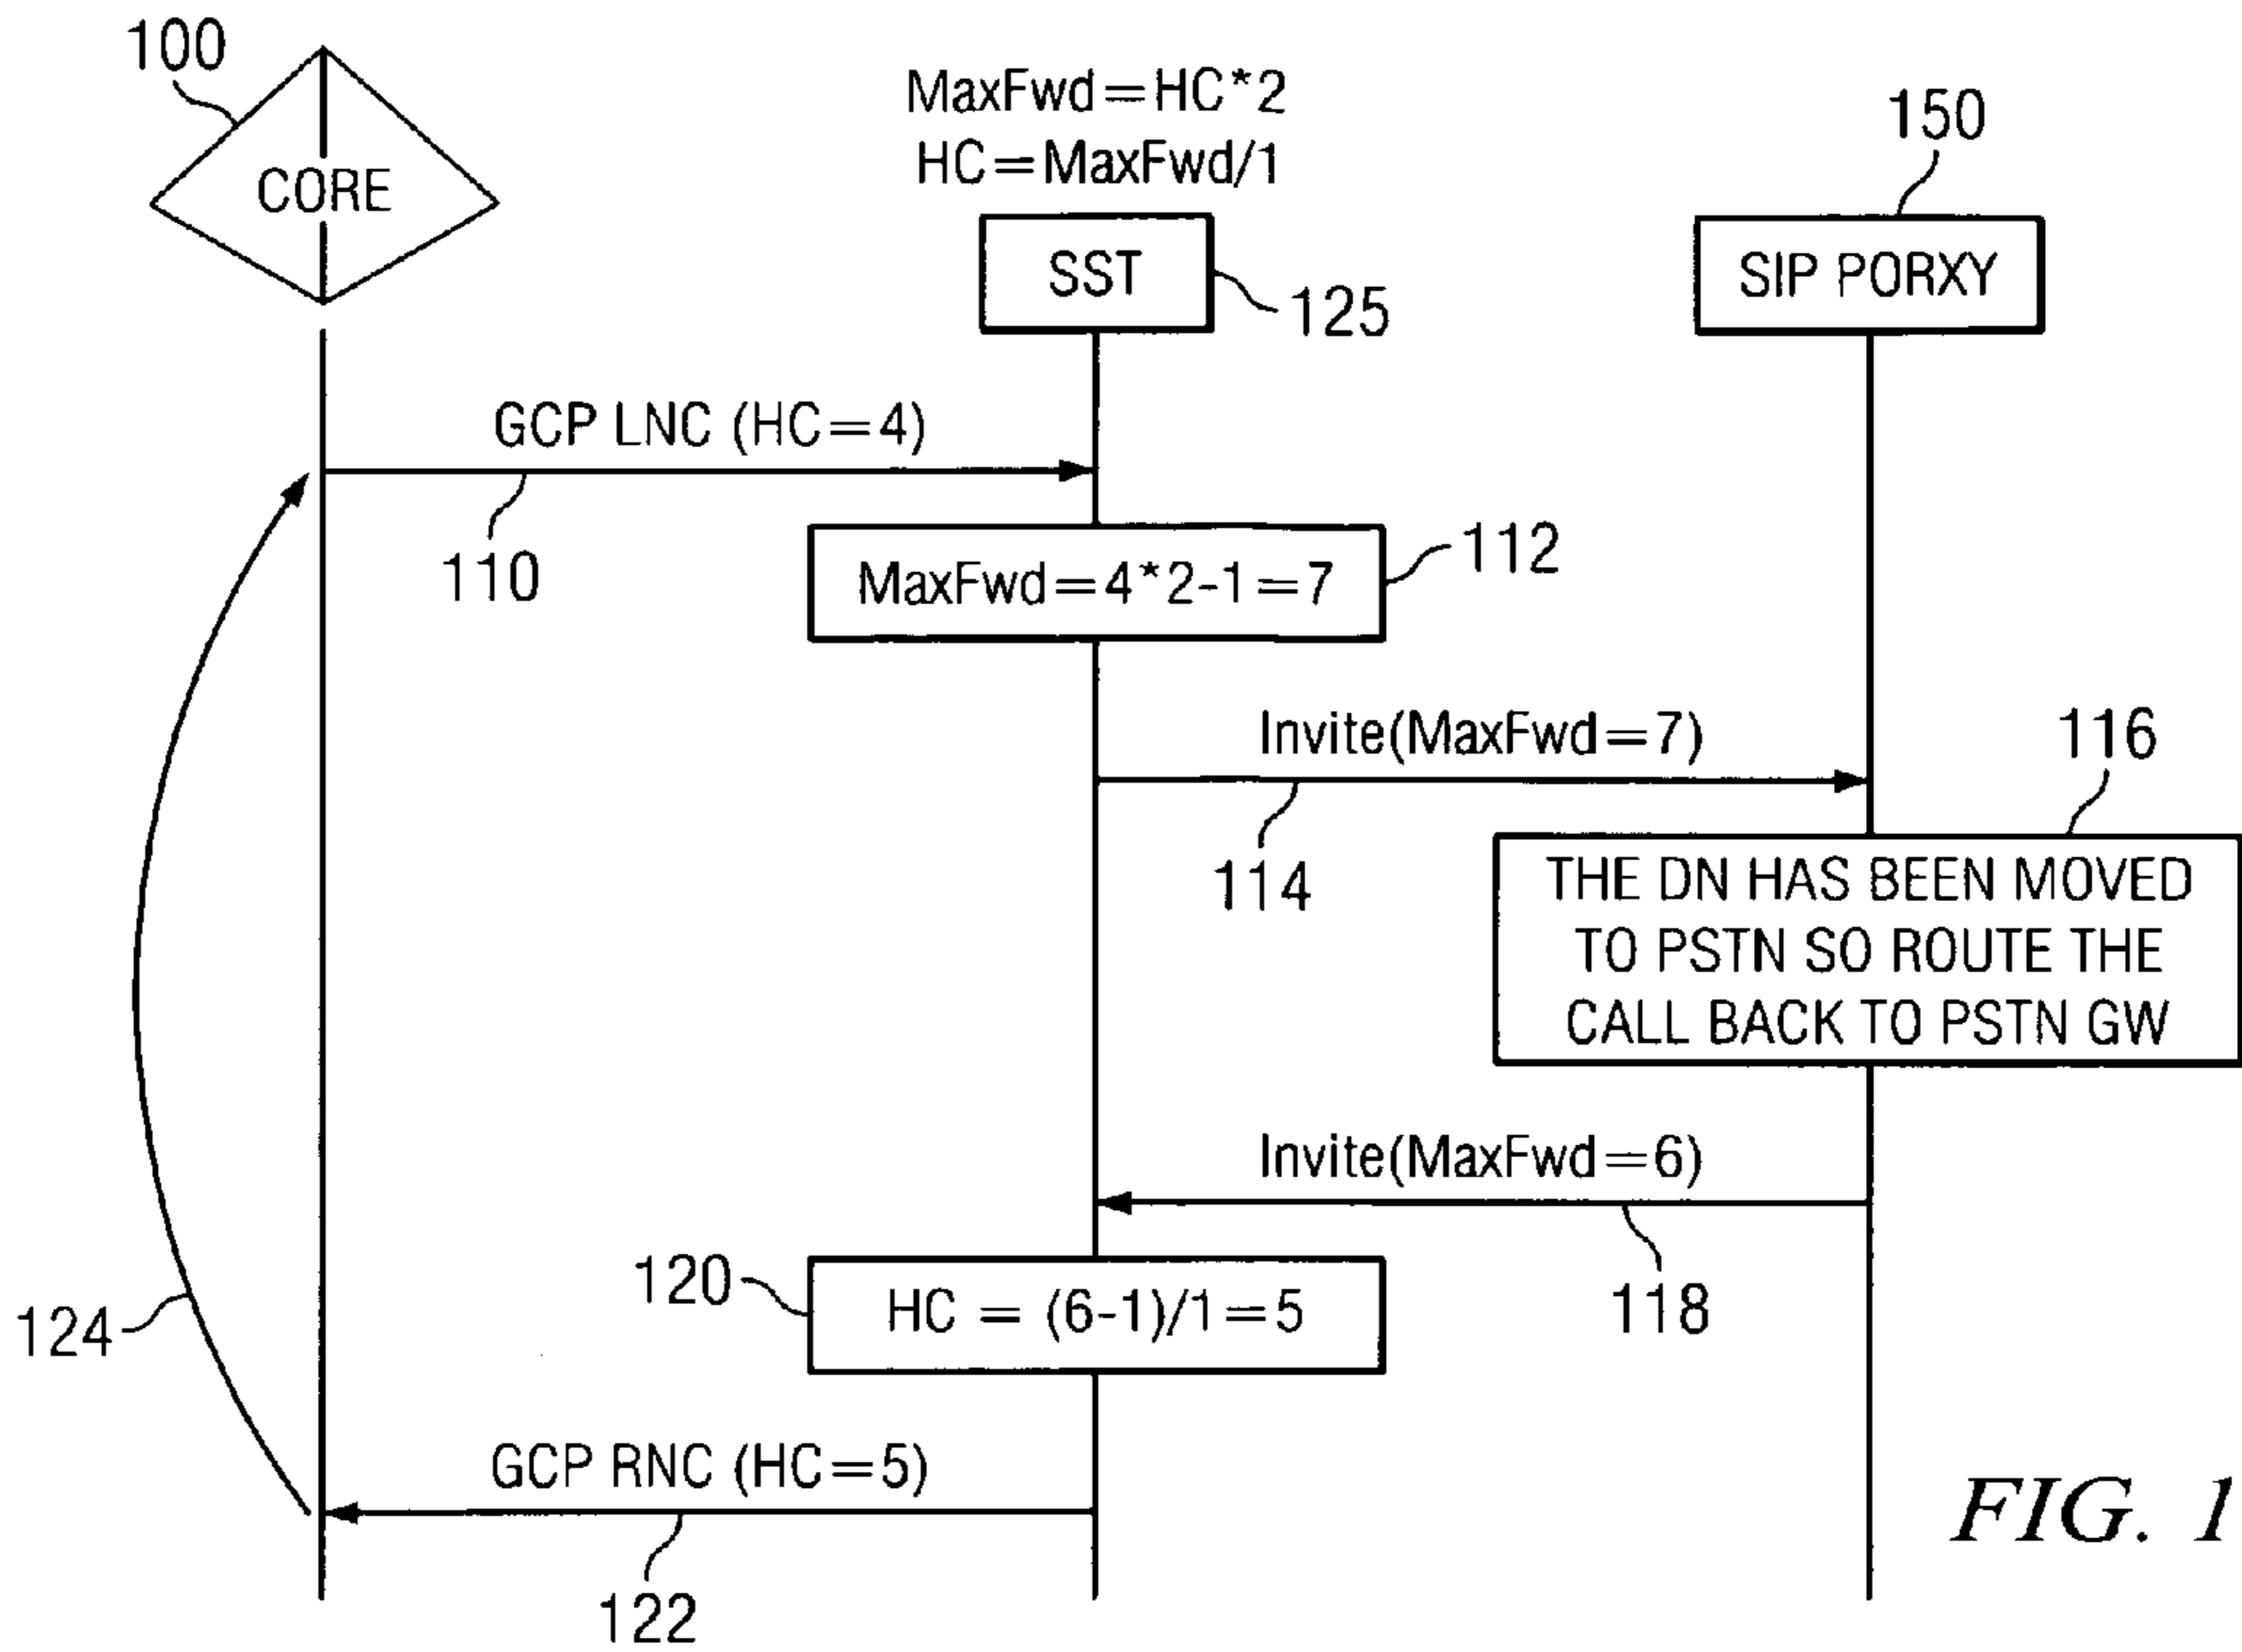 100
CORE
MaxFwd=HC*2
HC=MaxFwd/1
150
SST
125
SIP PORXY
GCP LNC (HC=4)
110
MaxFwd=4*2-1=7
112
Invite(MaxFwd=7)
114
116
THE DN HAS BEEN MOVED
TO PSTN SO ROUTE THE
CALL BACK TO PSTN GW
Invite(MaxFwd=6)
118
120
HC = (6-1)/1=5
124
GCP RNC (HC=5)
122
FIG. 1